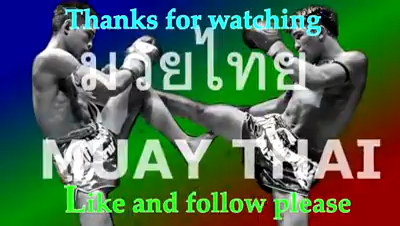 Thanks for watching
มวยไทย
MUAY THAI
Like and follow please